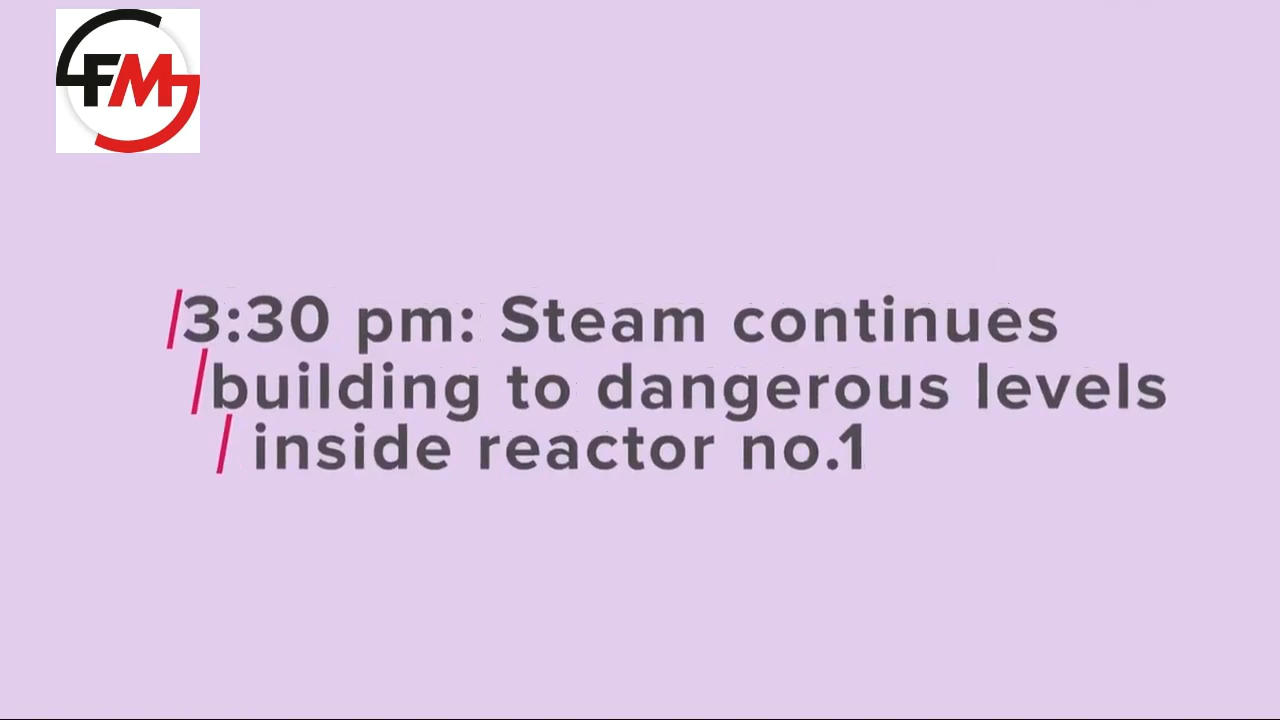 FM
3:30 pm: Steam continues
building to dangerous levels
inside reactor no.1